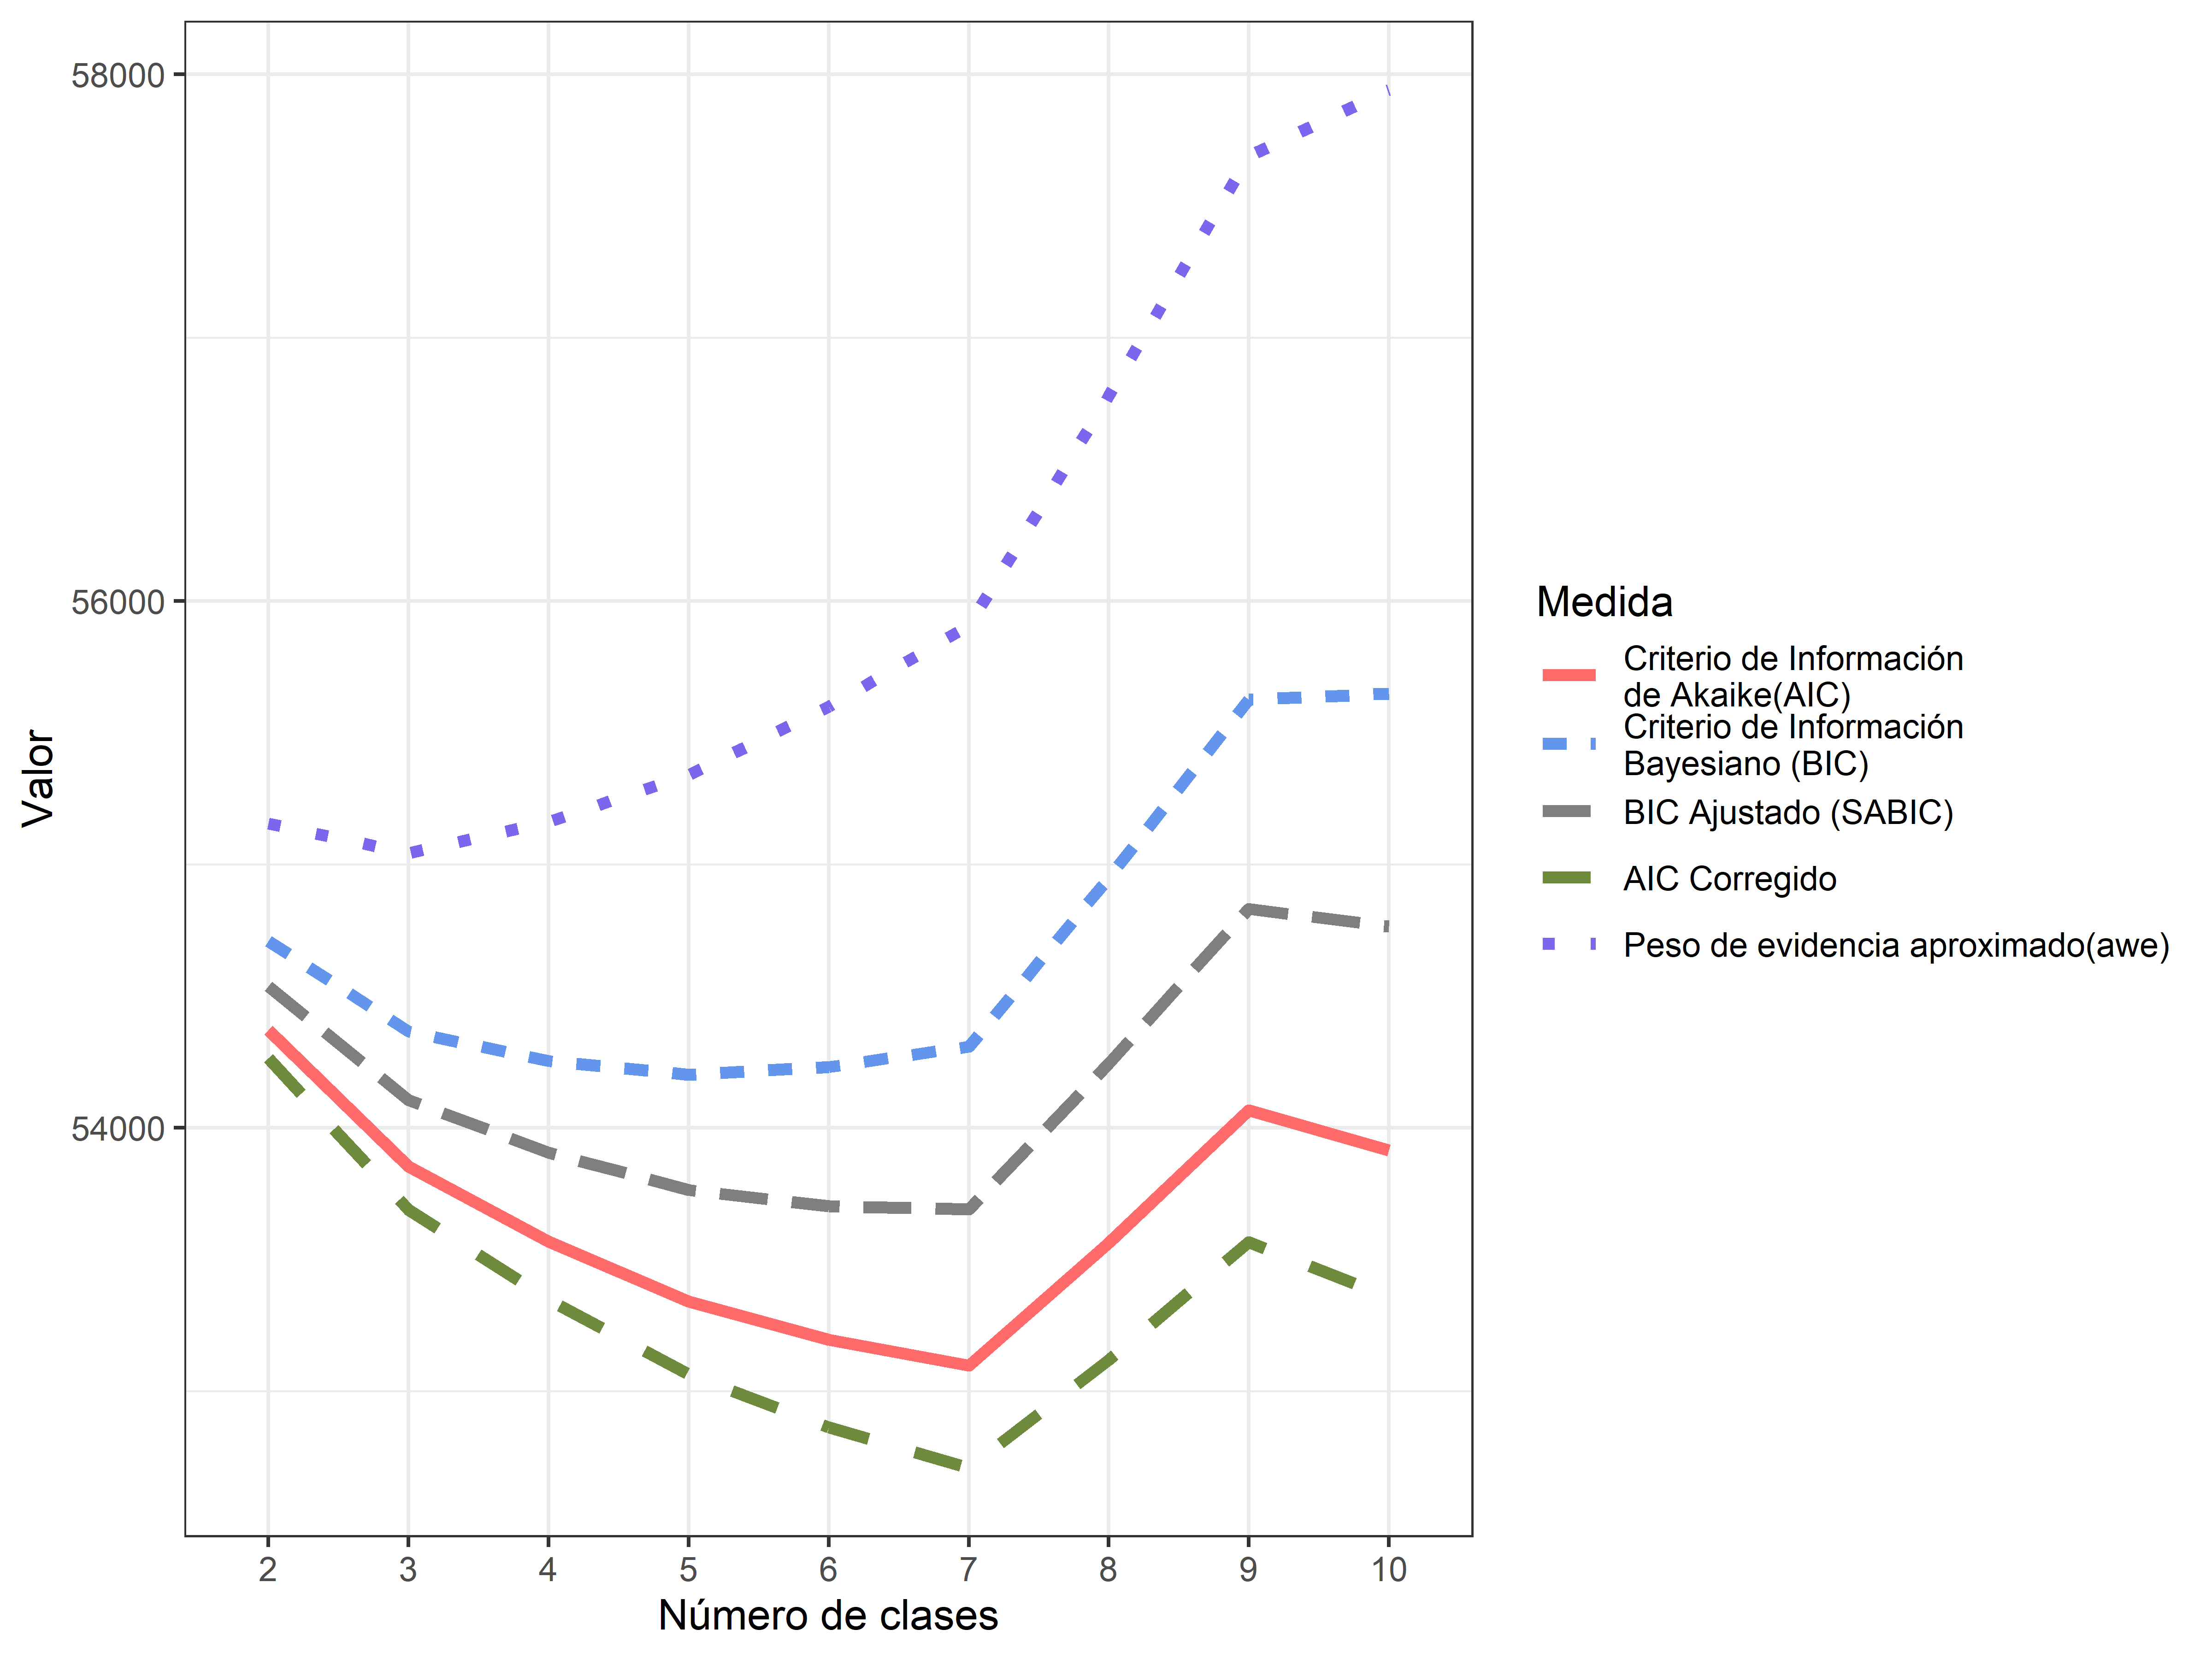 58000
56000
54000
Valor
2 3 4 5 6 7 8 9 10
Número de clases
Medida
Criterio de Información
de Akaike(AIC)
Criterio de Información
Bayesiano (BIC)
BIC Ajustado (SABIC)
AIC Corregido
Peso de evidencia aproximado(awe)